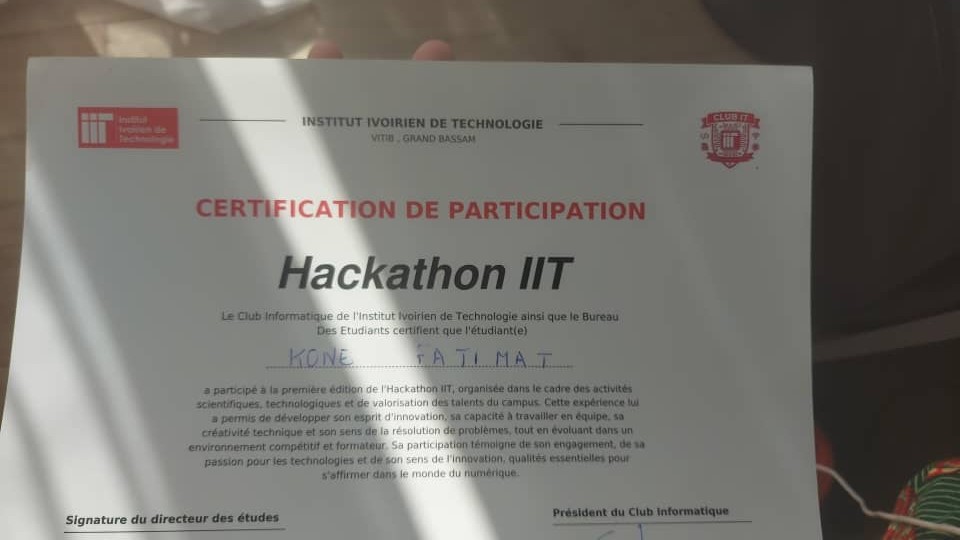 Institut
Ivoirien de
Technologie
INSTITUT IVOIRIEN DE TECHNOLOGIE
VITIB , GRAND BASSAM
CLUB IT
CERTIFICATION DE PARTICIPATION
Hackathon IIT
Le Club Informatique de l'Institut Ivoirien de Technologie ainsi que le Bureau
Des Etudiants certifient que l'étudiant(e)
KONE FATIMAT
a participé à la première édition de l'Hackathon IIT, organisée dans le cadre des activités
scientifiques, technologiques et de valorisation des talents du campus. Cette expérience lui
a permis de développer son esprit d'innovation, sa capacité à travailler en équipe, sa
créativité technique et son sens de la résolution de problèmes, tout en évoluant dans un
environnement compétitif et formateur. Sa participation témoigne de son engagement, de sa
passion pour les technologies et de son sens de l'innovation, qualités essentielles pour
s'affirmer dans le monde du numérique.
Signature du directeur des études
Président du Club Informatique